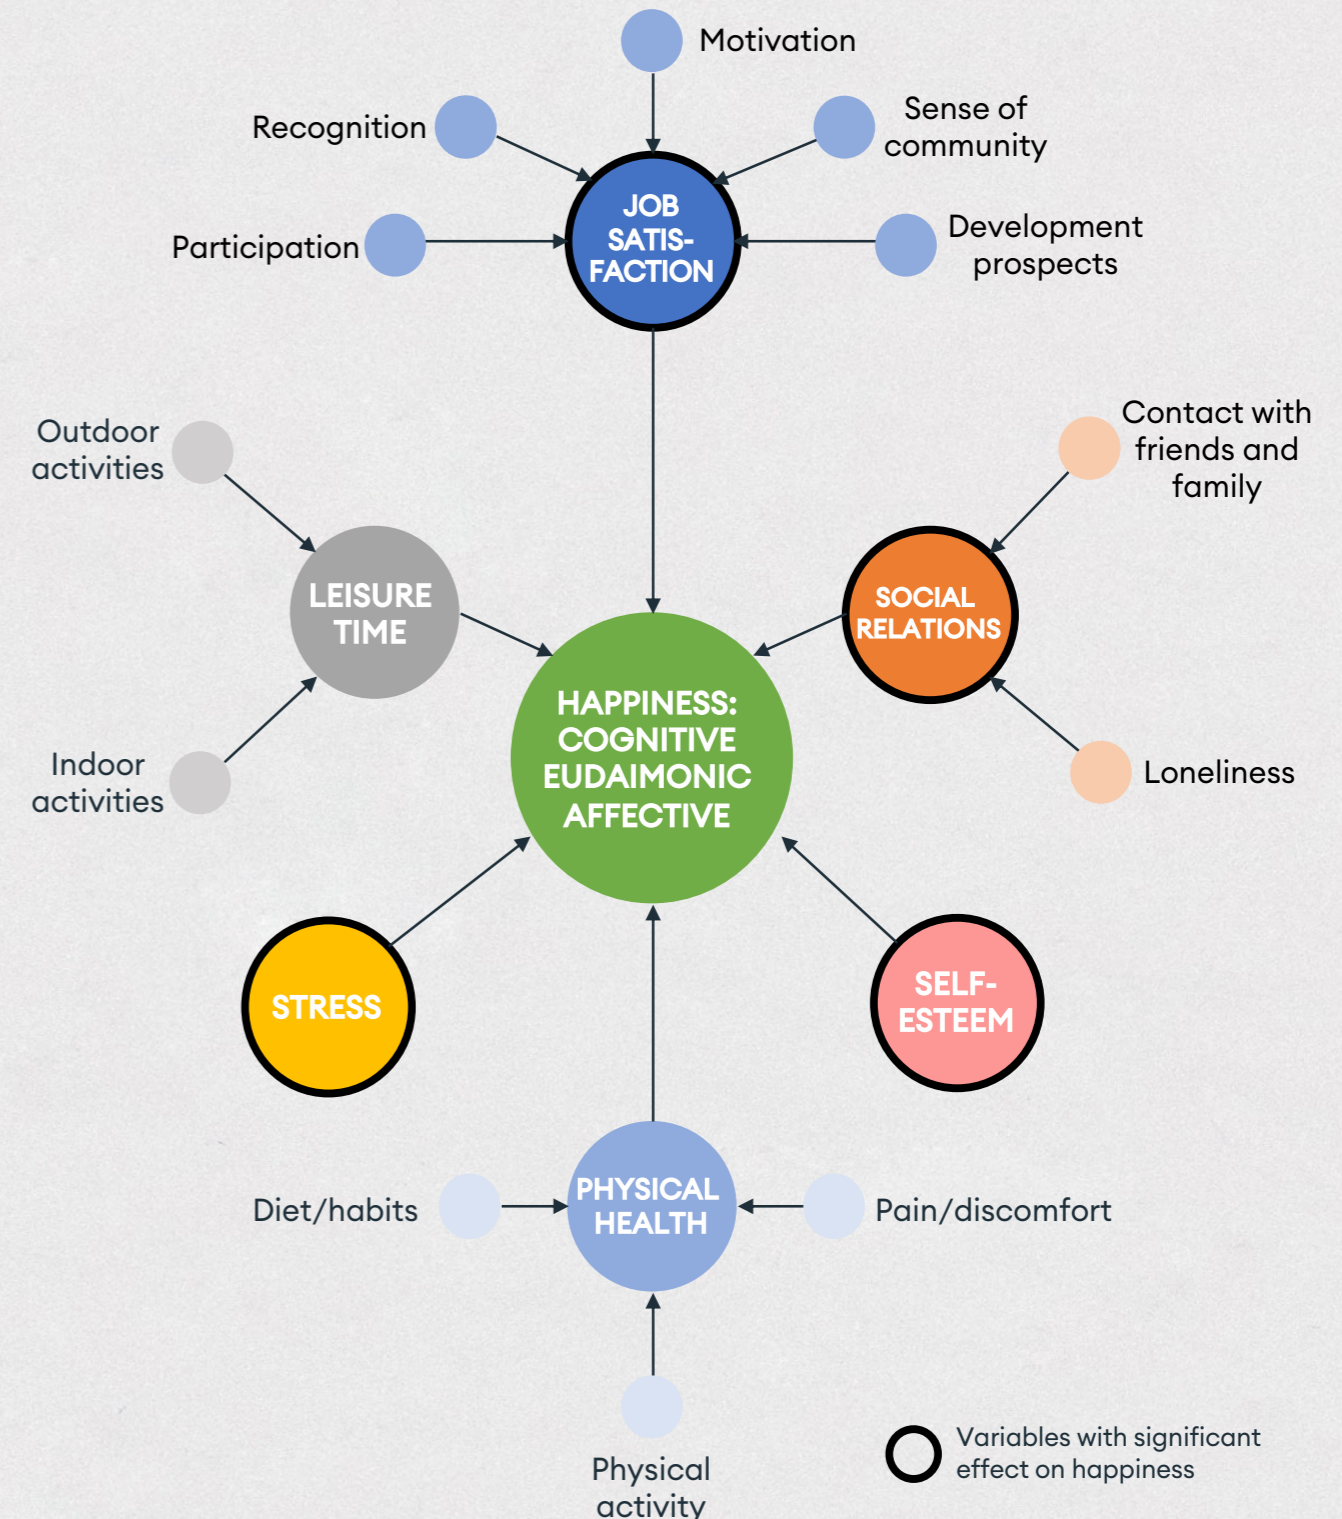 Motivation
Recognition
Sense of
community
JOB
SATIS-
FACTION
Participation
Development
prospects
Outdoor
activities
Contact with
friends and
family
LEISURE
TIME
SOCIAL
RELATIONS
HAPPINESS:
COGNITIVE
EUDAIMONIC
AFFECTIVE
Indoor
activities
Loneliness
STRESS
SELF-
ESTEEM
Diet/habits
PHYSICAL
HEALTH
Pain/discomfort
Physical
activity
Variables with significant
effect on happiness